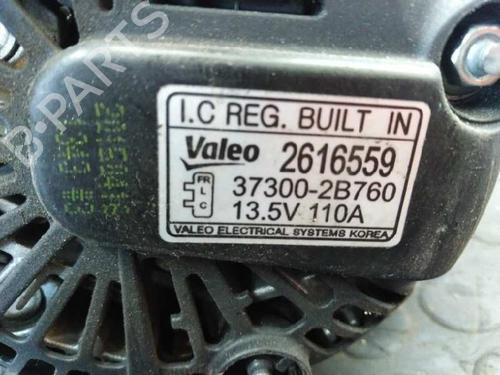 B-PARTS
I.C REG. BUILT IN
Valeo 2616559
FR
L
C
37300-2B760
13.5V 110A
VALEO ELECTRICAL SYSTEMS KOREA